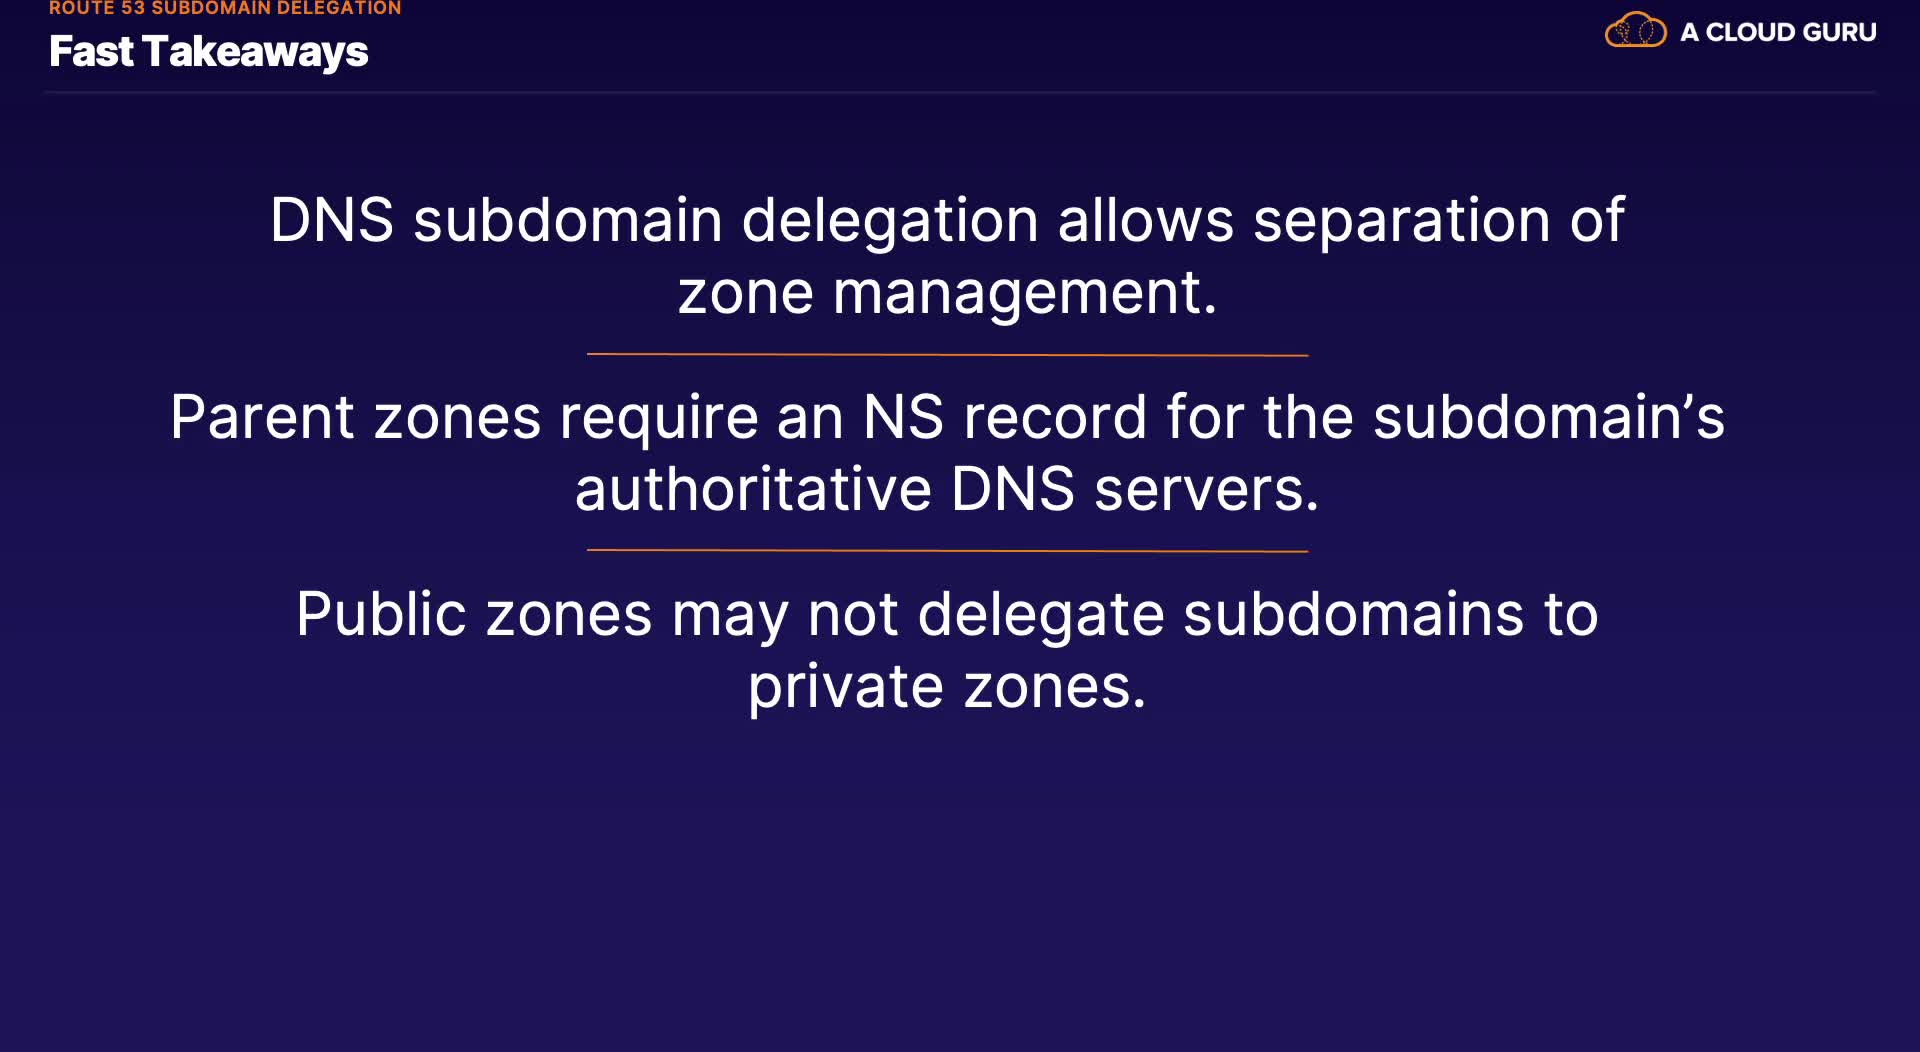 ROUTE 53 SUBDOMAIN DELEGATION
Fast Takeaways
A CLOUD GURU
DNS subdomain delegation allows separation of
zone management.
Parent zones require an NS record for the subdomain’s
authoritative DNS servers.
Public zones may not delegate subdomains to
private zones.